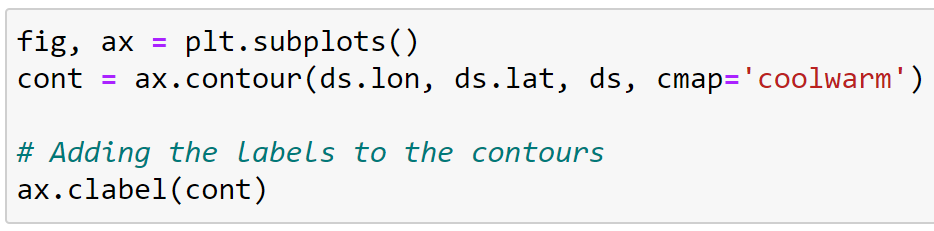 fig, ax = plt.subplots()
cont = ax.contour(ds.lon, ds.lat, ds, cmap='coolwarm')
# Adding the labels to the contours
ax.clabel(cont)